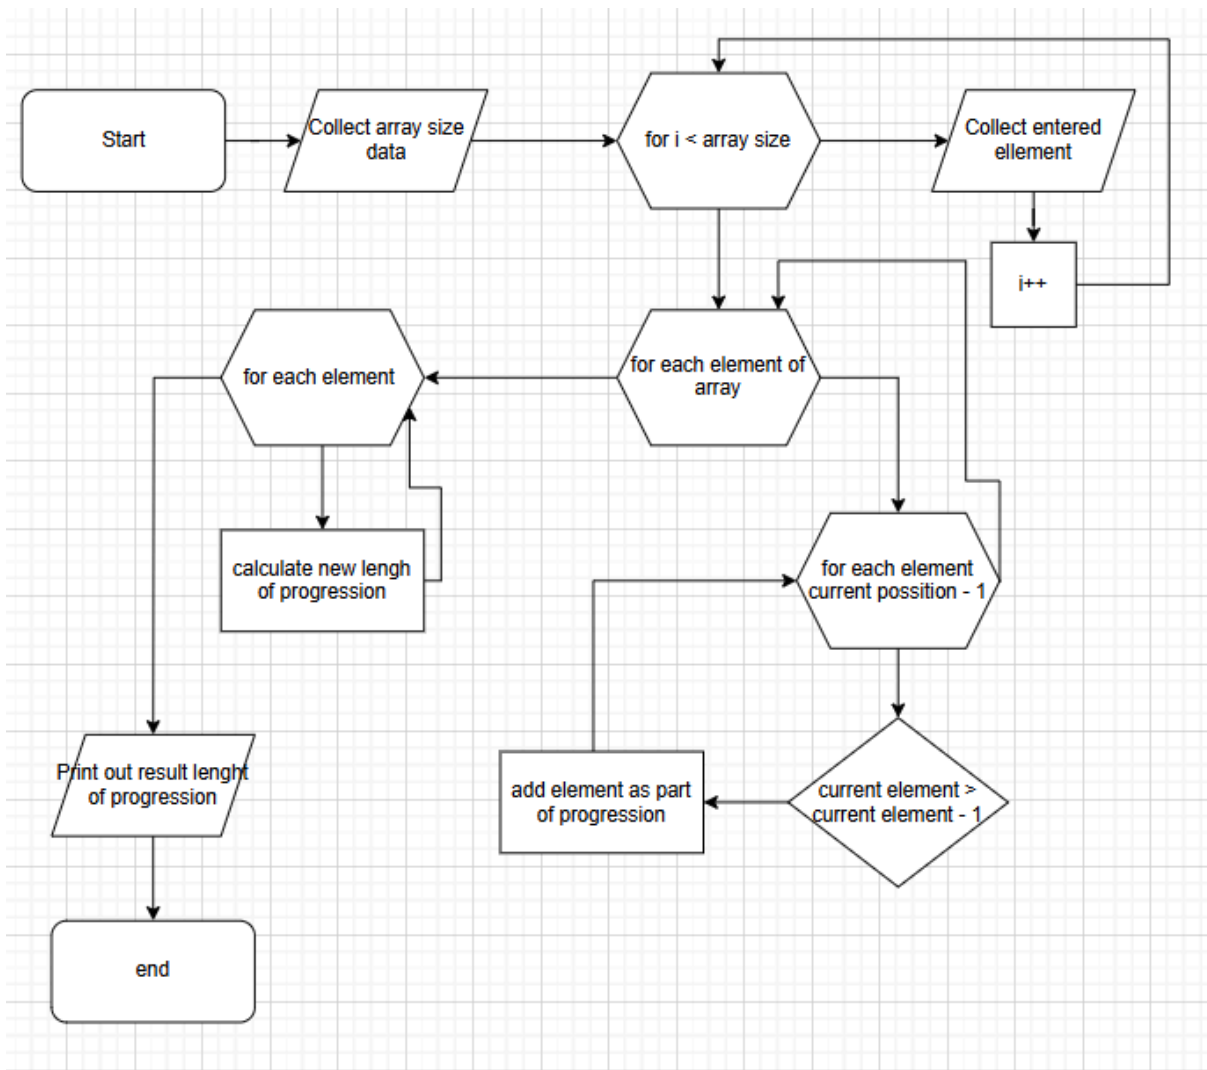 Start
Collect array size
data
for i < array size
Collect entered
ellement
i++
for each element of
array
for each element
calculate new lengh
of progression
for each element
current possition - 1
current element >
current element - 1
add element as part
of progression
Print out result lenght
of progression
end